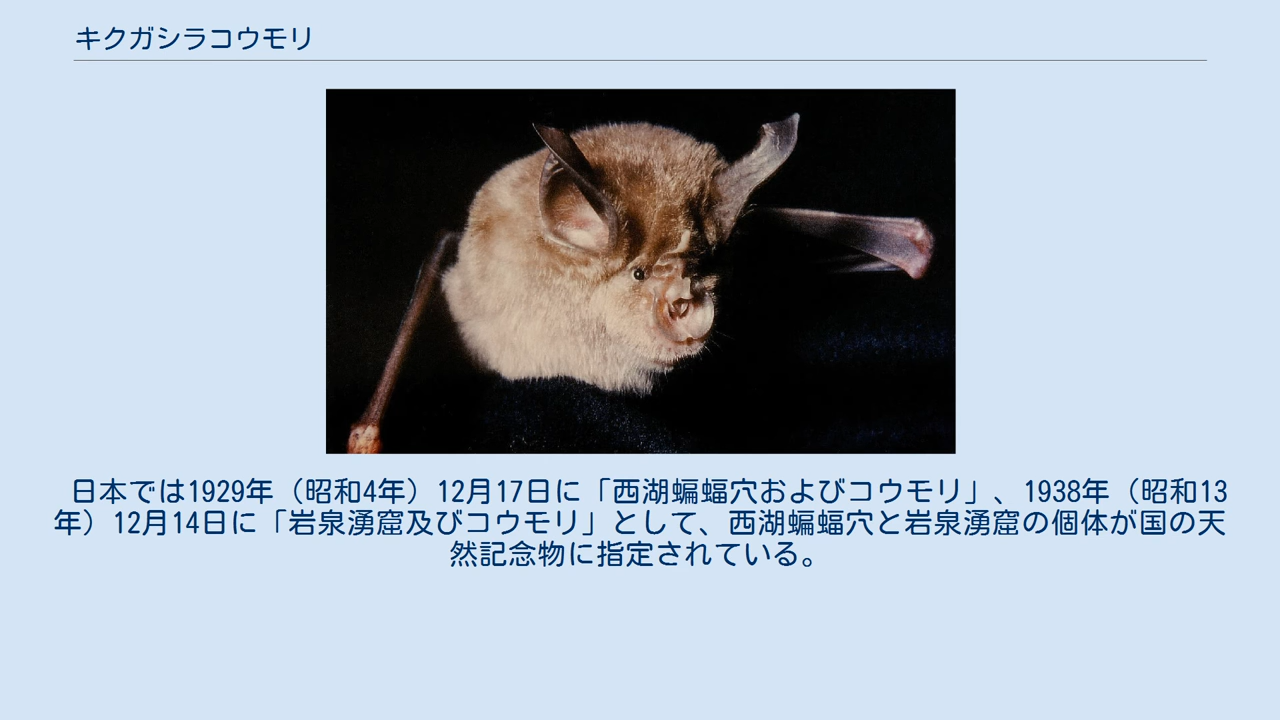 キクガシラコウモリ
日本では1929年（昭和4年）12月17日に「西湖蝙蝠穴およびコウモリ」、1938年（昭和13
年）12月14日に「岩泉湧窟及びコウモリ」として、西湖蝙蝠穴と岩泉湧窟の個体が国の天
然記念物に指定されている。